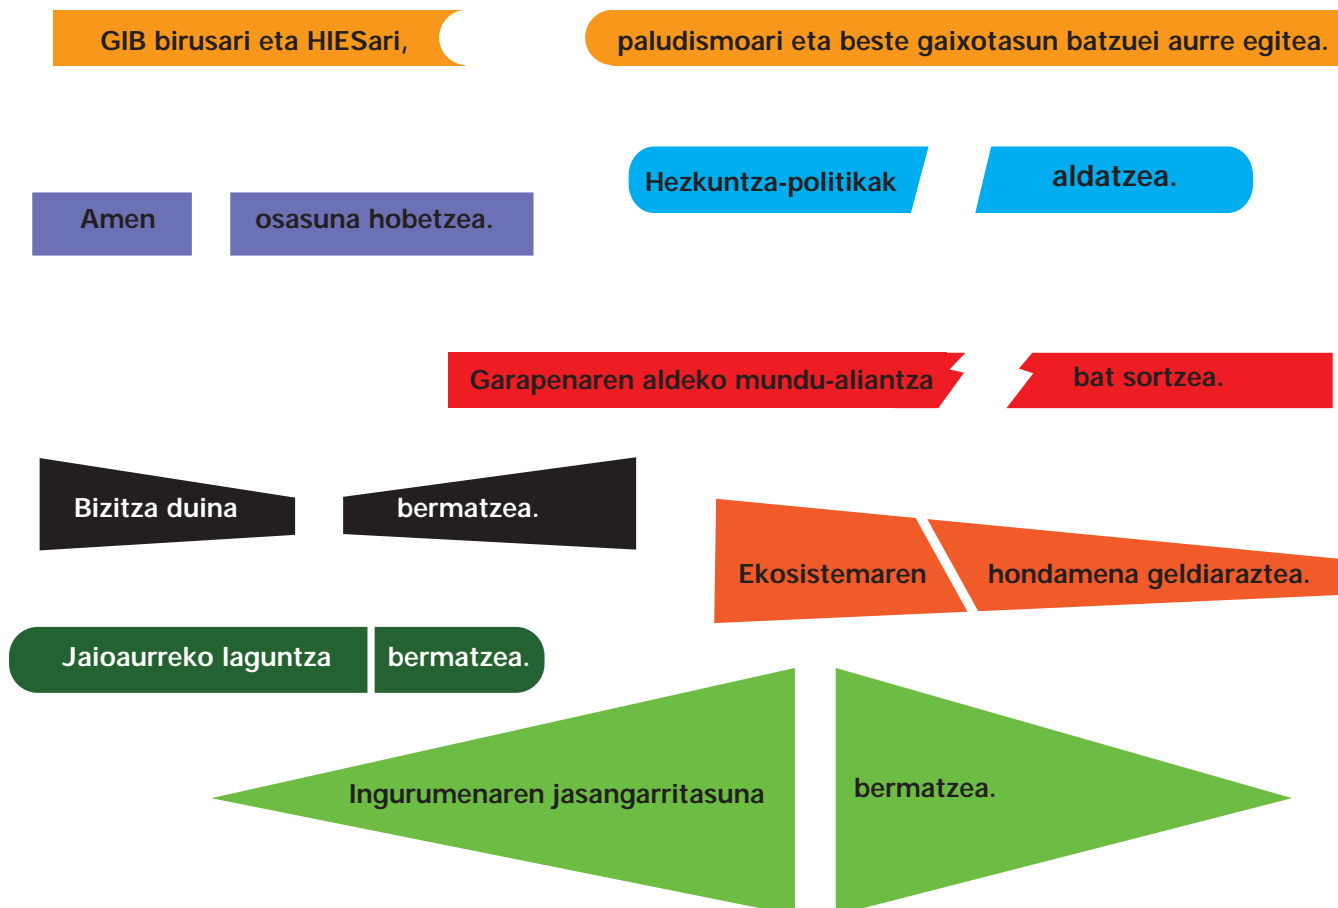 GIB birusari eta HIESari, paludismoari eta beste gaixotasun batzuei aurre egitea.
Hezkuntza-politikak aldatzea.
Amen osasuna hobetzea.
Garapenaren aldeko mundu-aliantza bat sortzea.
Bizitza duina bermatzea.
Ekosistemaren hondamena geldiaraztea.
Jaioaurreko laguntza bermatzea.
Ingurumenaren jasangarritasuna bermatzea.